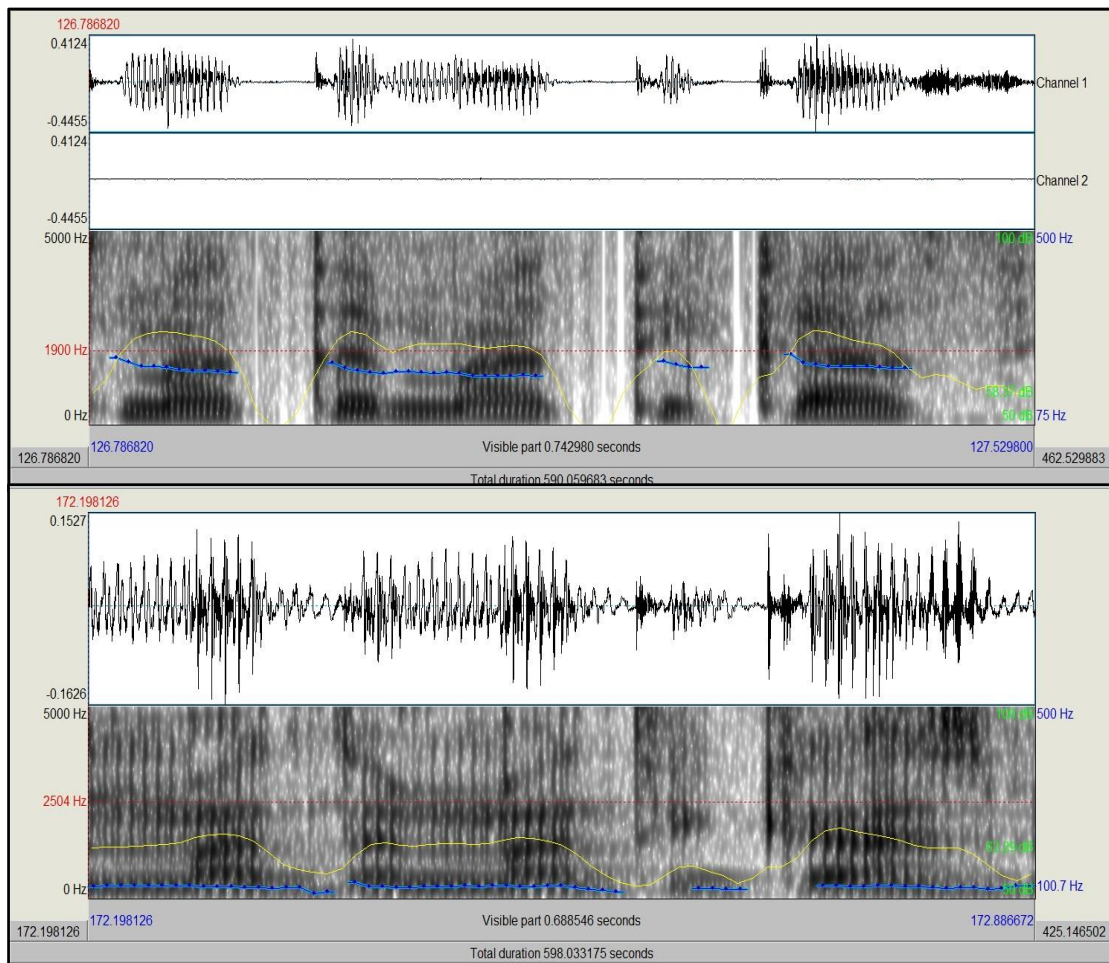 126.786820
0.4124
Channel 1
-0.4455
0.4124
Channel 2
-0.4455
5000 Hz 100 dB 500 Hz
1900 Hz
0 Hz 50 dB 75 Hz
126.786820 Visible part 0.742980 seconds 127.529800
126.786820 462.529883
Total duration 590.059683 seconds
172.198126
0.1527
-0.1626
5000 Hz 500 Hz
2504 Hz
0 Hz 100.7 Hz
172.198126 Visible part 0.688546 seconds 172.886672
172.198126 425.146502
Total duration 598.033175 seconds